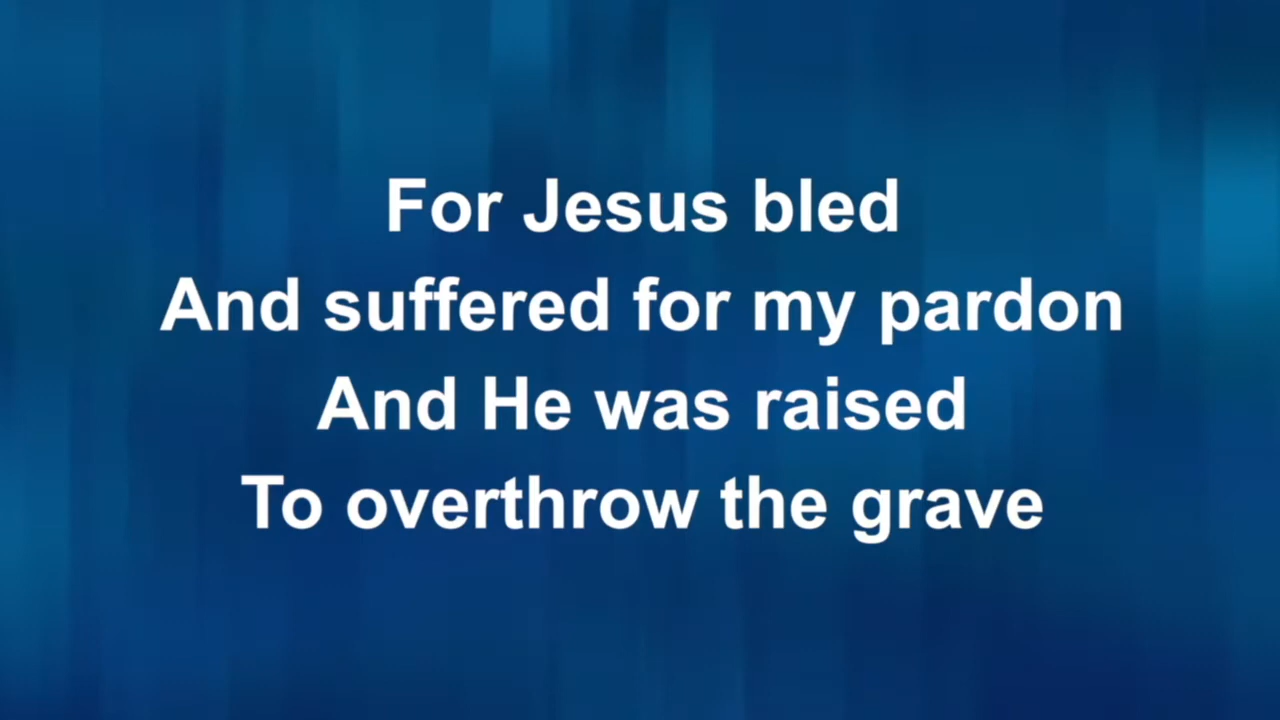 For Jesus bled
And suffered for my pardon
And He was raised
To overthrow the grave